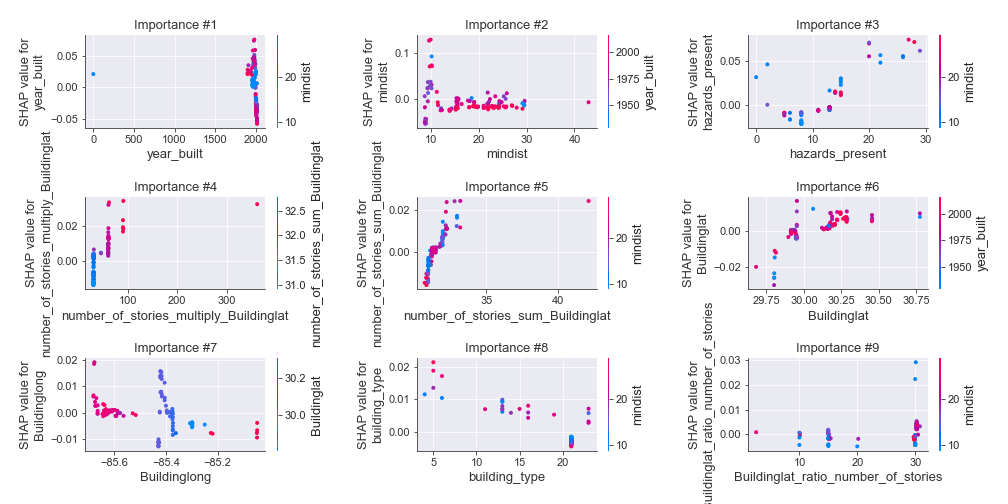 Importance #1
SHAP value for
year_built
0.05
0.00
−0.05
0
500
1000
1500
2000
year_built
20
10
mindist
Importance #2
SHAP value for
mindist
0.1
0.0
10
20
30
40
mindist
2000
1975
1950
year_built
Importance #3
SHAP value for
hazards_present
0.05
0.00
0
10
20
30
hazards_present
20
10
mindist
Importance #4
SHAP value for
number_of_stories_multiply_Buildinglat
0.02
0.00
100
200
300
number_of_stories_multiply_Buildinglat
32.5
32.0
31.5
31.0
number_of_stories_sum_Buildinglat
Importance #5
SHAP value for
number_of_stories_sum_Buildinglat
0.02
0.00
35
40
number_of_stories_sum_Buildinglat
20
10
mindist
Importance #6
SHAP value for
Buildinglat
0.00
−0.02
29.75
30.00
30.25
30.50
30.75
Buildinglat
2000
1975
1950
year_built
Importance #7
SHAP value for
Buildinglong
0.02
0.01
0.00
−0.01
−85.6
−85.4
−85.2
Buildinglong
30.2
30.0
Buildinglat
Importance #8
SHAP value for
building_type
0.02
0.01
0.00
5
10
15
20
building_type
20
10
mindist
Importance #9
SHAP value for
uildinglat_ratio_number_of_stories
0.03
0.02
0.01
0.00
10
20
30
Buildinglat_ratio_number_of_stories
20
10
mindist